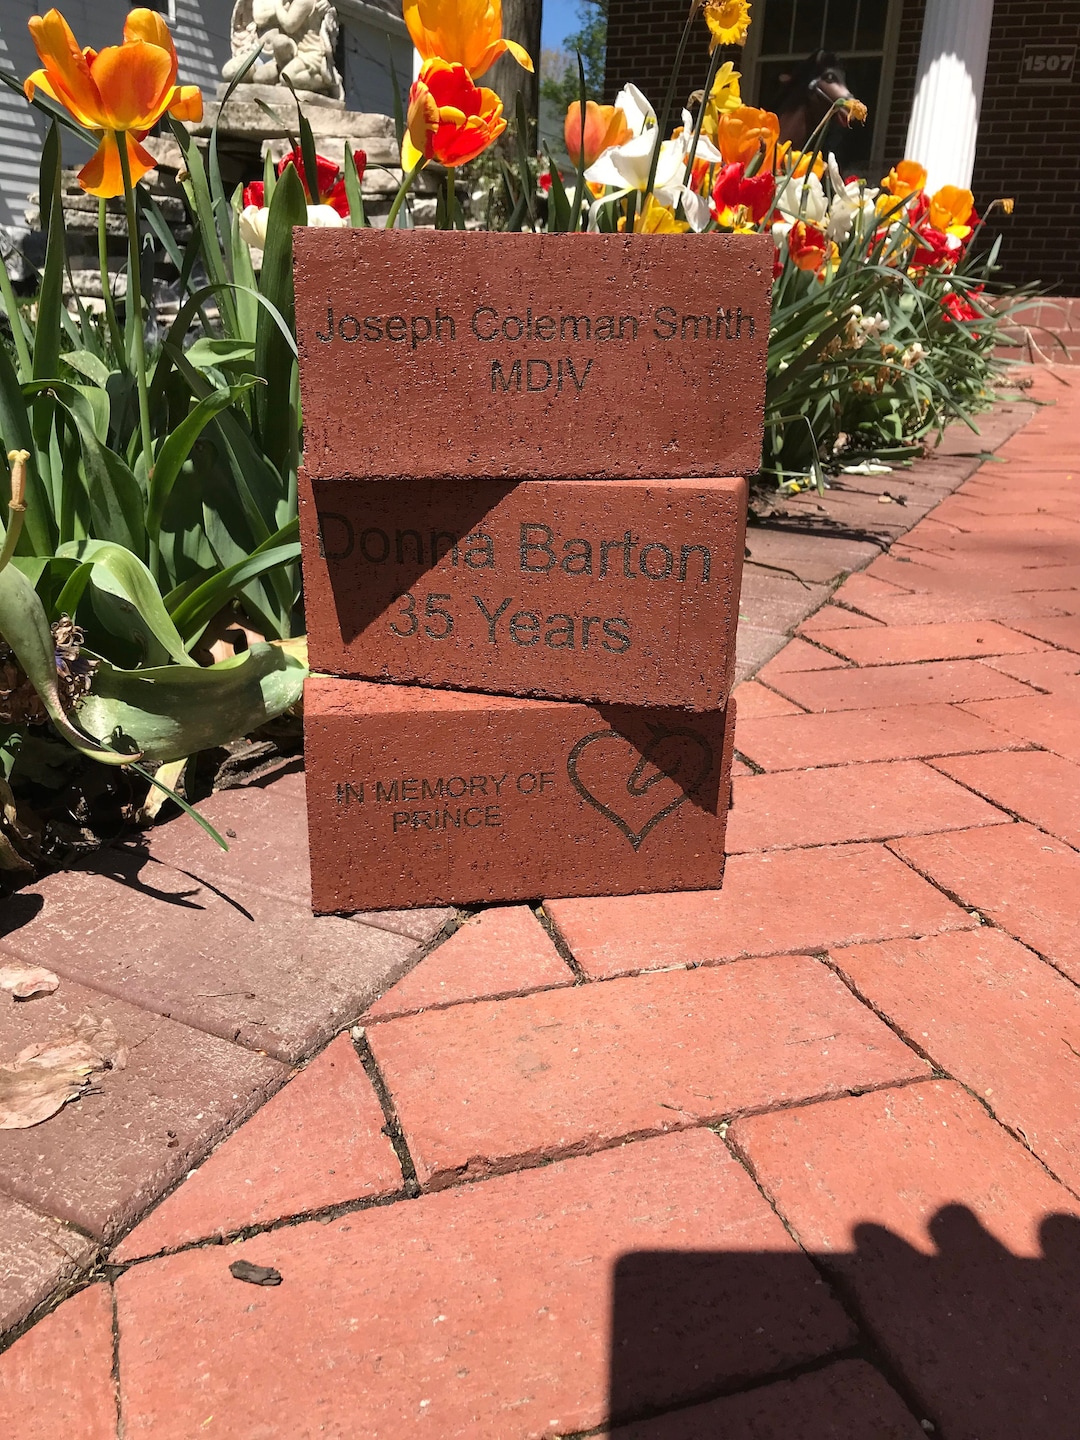 1507
Joseph Coleman Smith
MDIV
Donna Barton
35 Years
IN MEMORY OF
PRINCE